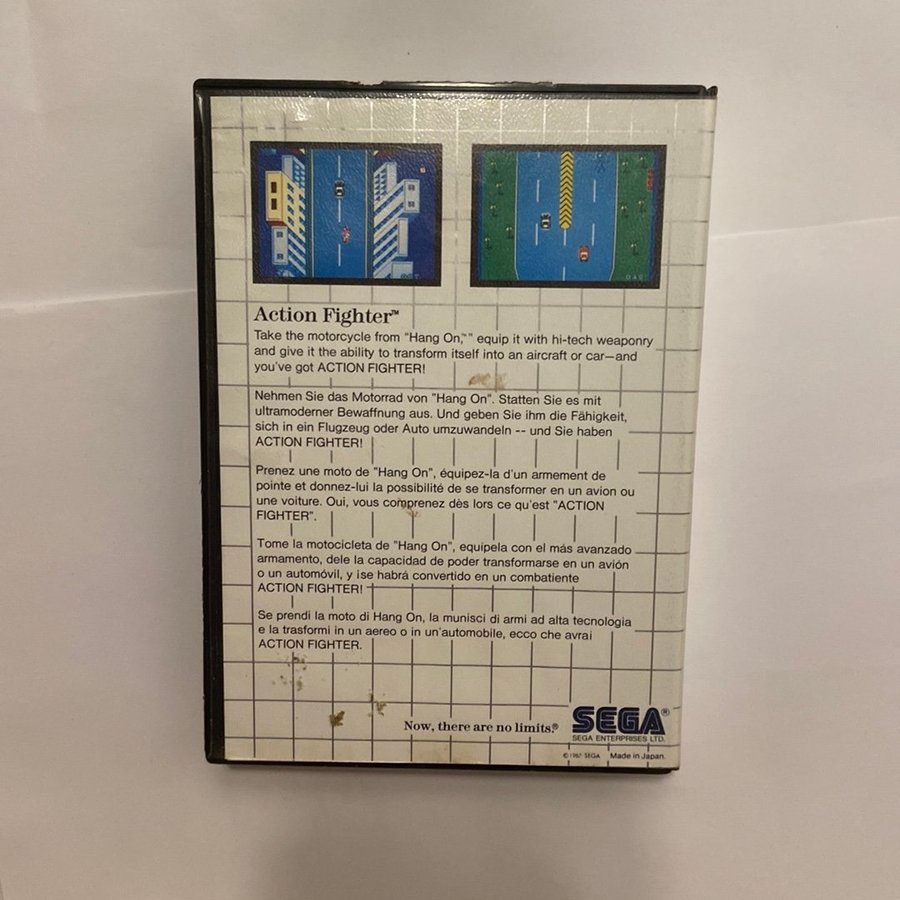 Action Fighter™
Take the motorcycle from "Hang On,™" equip it with hi-tech weaponry
and give it the ability to transform itself into an aircraft or car—and
you've got ACTION FIGHTER!
Nehmen Sie das Motorrad von "Hang On". Statten Sie es mit
ultramoderner Bewaffnung aus. Und geben Sie ihm die Fähigkeit,
sich in ein Flugzeug oder Auto umzuwandeln -- und Sie haben
ACTION FIGHTER!
Prenez une moto de "Hang On", équipez-la d'un armement de
pointe et donnez-lui la possibilité de se transformer en un avion ou
une voiture. Oui, vous comprenez dès lors ce qu'est "ACTION
FIGHTER".
Tome la motocicleta de "Hang On", equipela con el más avanzado
armamento, dele la capacidad de poder transformarse en un avión
o un automóvil, y ise habrá convertido en un combatiente
ACTION FIGHTER!
Se prendi la moto di Hang On, la munisci di armi ad alta tecnologia
e la trasformi in un aereo o in un'automobile, ecco che avrai
ACTION FIGHTER.
Now, there are no limits.®
SEGA®
SEGA ENTERPRISES LTD.
© 1987 SEGA Made in Japan.